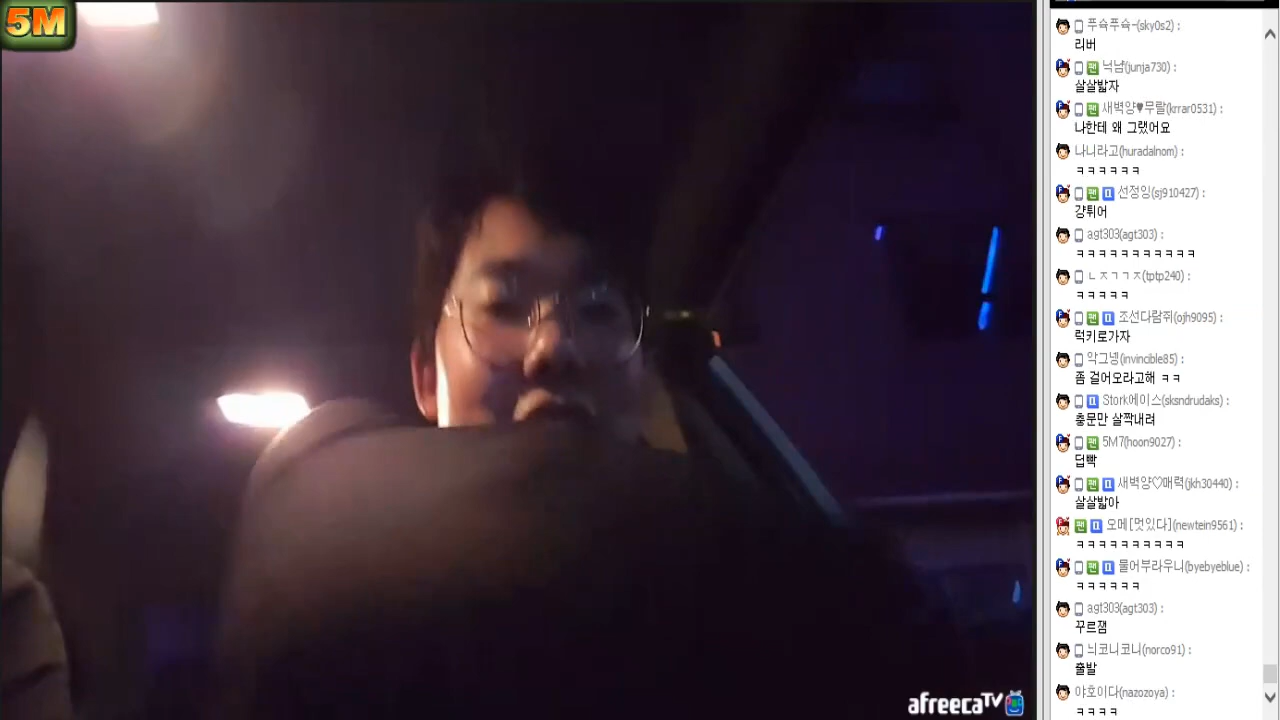 5M
푸슉푸슉~(sky0s2) :
리버
닉냠(junja730) :
살살밟자
새벽양♥무랄(krrar0531) :
나한테 왜 그랬어요
나니라고(huradalnom) :
ㅋㅋㅋㅋㅋㅋ
선정잉(sj910427) :
걍튀어
agt303(agt303) :
ㅋㅋㅋㅋㅋㅋㅋㅋㅋㅋㅋ
ㄴㅈㄱㄱㅈ(tptp240) :
ㅋㅋㅋㅋㅋ
조선다람쥐(ojh9095) :
럭키로가자
악그넹(invincible85) :
좀 걸어오라고해 ㅋㅋ
Stork에이스(sksndrudaks) :
충문만 살짝내려
5M7(hoon9027) :
딥빡
새벽양♡매력(jkh30440) :
살살밟아
오메[멋있다](newtein9561) :
ㅋㅋㅋㅋㅋㅋㅋㅋㅋㅋ
물어부라우니(byebyeblue) :
ㅋㅋㅋㅋㅋㅋ
agt303(agt303) :
꾸르잼
늬코니코니(norco91) :
출발
야호이다(nazozoya) :
ㅋㅋㅋㅋ
afreecaTV